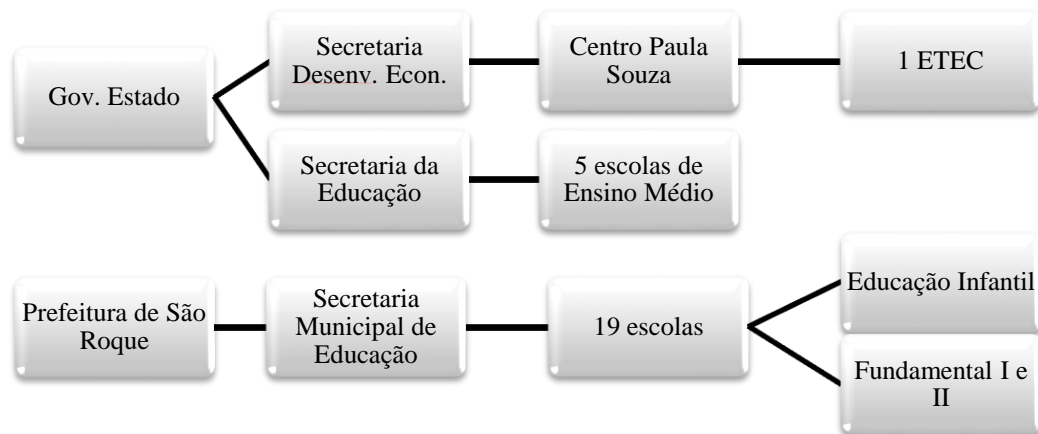 Gov. Estado
Secretaria
Desenv. Econ.
Centro Paula
Souza
1 ETEC
Secretaria da
Educação
5 escolas de
Ensino Médio
Prefeitura de São
Roque
Secretaria
Municipal de
Educação
19 escolas
Educação Infantil
Fundamental I e
II